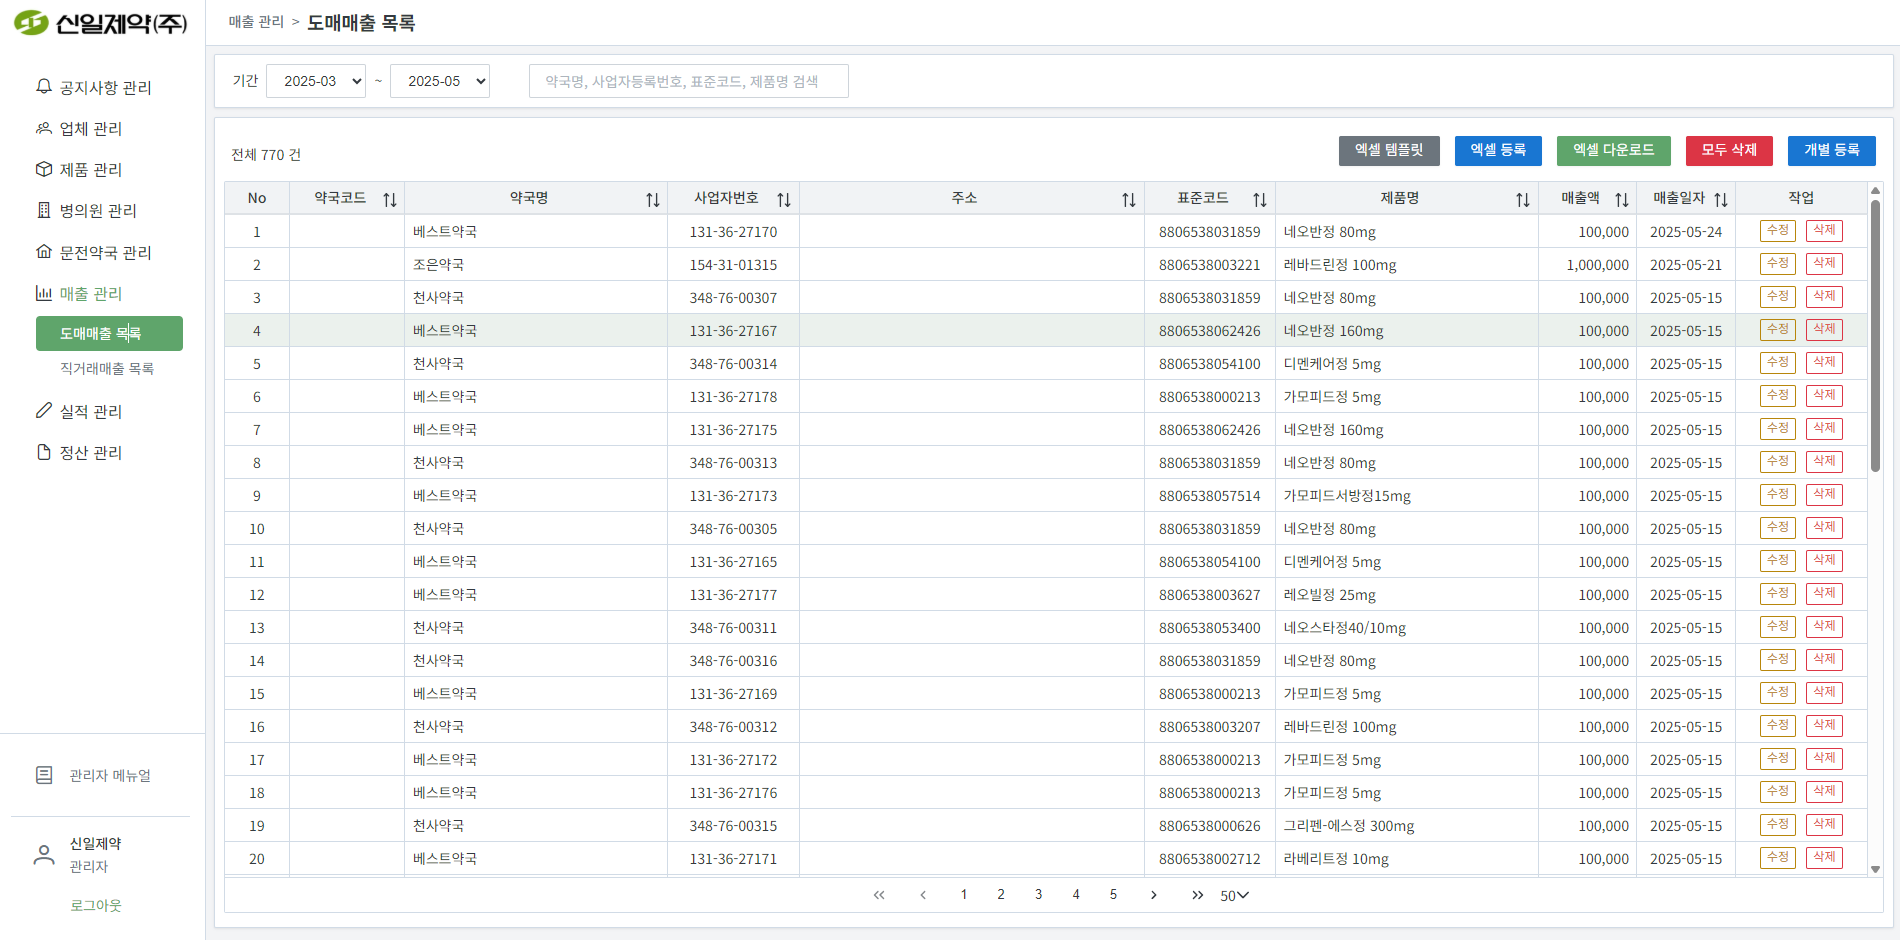 신일제약(주)
매출 관리 > 도매매출 목록
공지사항 관리
업체 관리
제품 관리
병의원 관리
문전약국 관리
매출 관리
도매매출 목록
직거래매출 목록
실적 관리
정산 관리
관리자 메뉴얼
신일제약
관리자
로그아웃
기간 2025-03 ~ 2025-05 약국명, 사업자등록번호, 표준코드, 제품명 검색
전체 770 건 엑셀 템플릿 엑셀 등록 엑셀 다운로드 모두 삭제 개별 등록
No 약국코드 약국명 사업자번호 주소 표준코드 제품명 매출액 매출일자 작업
1 베스트약국 131-36-27170 8806538031859 네오반정 80mg 100,000 2025-05-24 수정 삭제
2 조은약국 154-31-01315 8806538003221 레바드린정 100mg 1,000,000 2025-05-21 수정 삭제
3 천사약국 348-76-00307 8806538031859 네오반정 80mg 100,000 2025-05-15 수정 삭제
4 베스트약국 131-36-27167 8806538062426 네오반정 160mg 100,000 2025-05-15 수정 삭제
5 천사약국 348-76-00314 8806538054100 디멘케어정 5mg 100,000 2025-05-15 수정 삭제
6 베스트약국 131-36-27178 8806538000213 가모피드정 5mg 100,000 2025-05-15 수정 삭제
7 베스트약국 131-36-27175 8806538062426 네오반정 160mg 100,000 2025-05-15 수정 삭제
8 천사약국 348-76-00313 8806538031859 네오반정 80mg 100,000 2025-05-15 수정 삭제
9 베스트약국 131-36-27173 8806538057514 가모피드서방정15mg 100,000 2025-05-15 수정 삭제
10 천사약국 348-76-00305 8806538031859 네오반정 80mg 100,000 2025-05-15 수정 삭제
11 베스트약국 131-36-27165 8806538054100 디멘케어정 5mg 100,000 2025-05-15 수정 삭제
12 베스트약국 131-36-27177 8806538003627 레오빌정 25mg 100,000 2025-05-15 수정 삭제
13 천사약국 348-76-00311 8806538053400 네오스타정40/10mg 100,000 2025-05-15 수정 삭제
14 천사약국 348-76-00316 8806538031859 네오반정 80mg 100,000 2025-05-15 수정 삭제
15 베스트약국 131-36-27169 8806538000213 가모피드정 5mg 100,000 2025-05-15 수정 삭제
16 천사약국 348-76-00312 8806538003207 레바드린정 100mg 100,000 2025-05-15 수정 삭제
17 베스트약국 131-36-27172 8806538000213 가모피드정 5mg 100,000 2025-05-15 수정 삭제
18 베스트약국 131-36-27176 8806538000213 가모피드정 5mg 100,000 2025-05-15 수정 삭제
19 천사약국 348-76-00315 8806538000626 그리펜-에스정 300mg 100,000 2025-05-15 수정 삭제
20 베스트약국 131-36-27171 8806538002712 라베리트정 10mg 100,000 2025-05-15 수정 삭제
« ‹ 1 2 3 4 5 › » 50